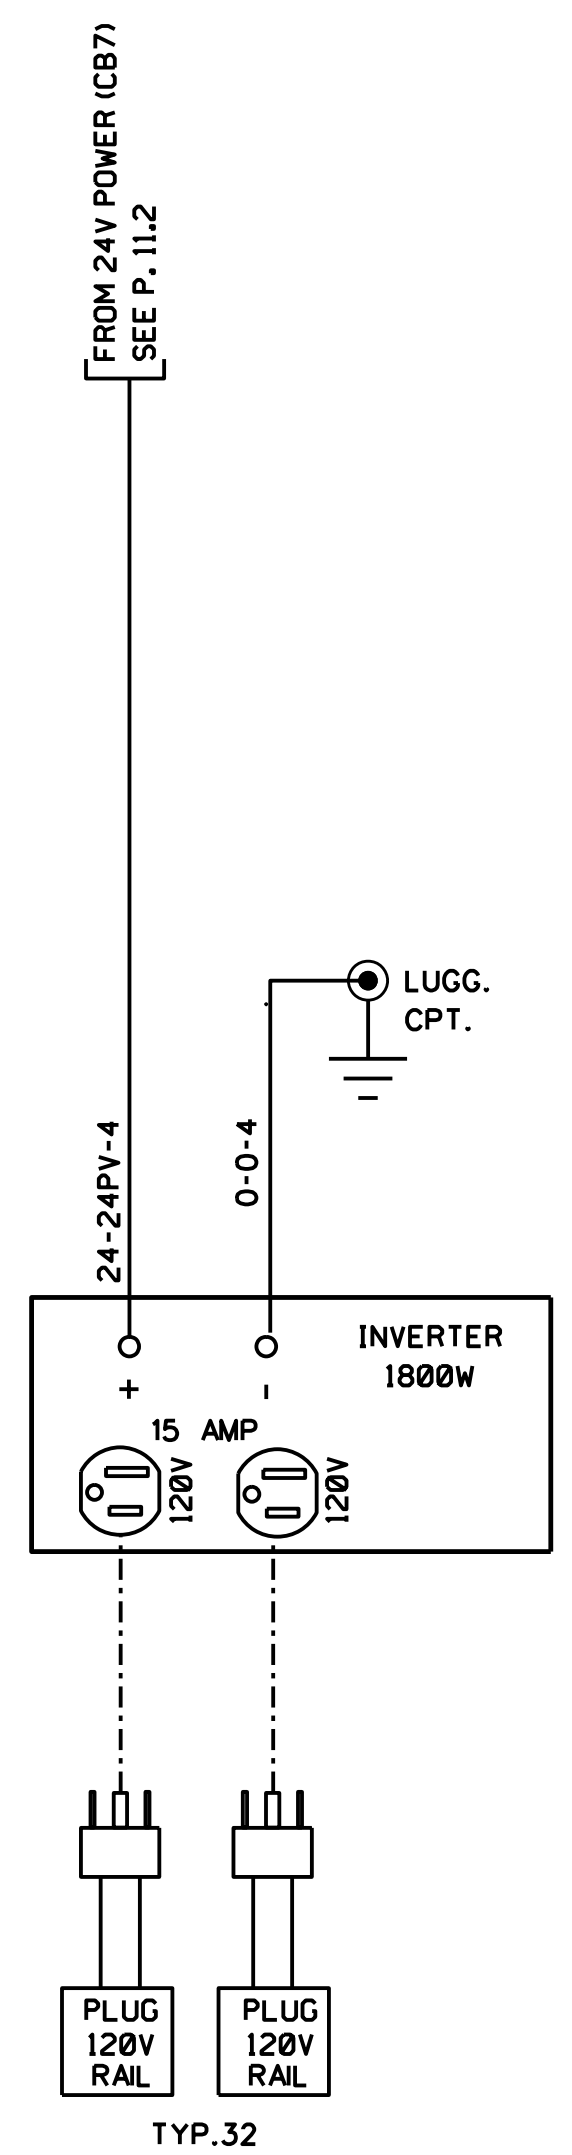 FROM 24V POWER (CB7)
SEE P. 11.2
LUGG.
CPT.
24-24PV-4
0-0-4
INVERTER
1800W
+
-
15 AMP
120V
120V
PLUG
120V
RAIL
PLUG
120V
RAIL
TYP.32